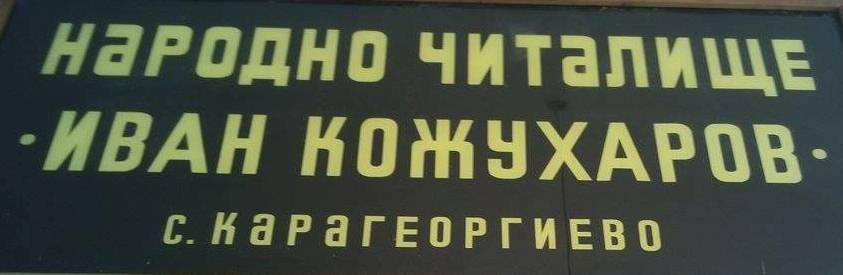 НАРОДНО ЧИТАЛИЩЕ
·ИВАН КОЖУХАРОВ·
с. КАРАГЕОРГИЕВО